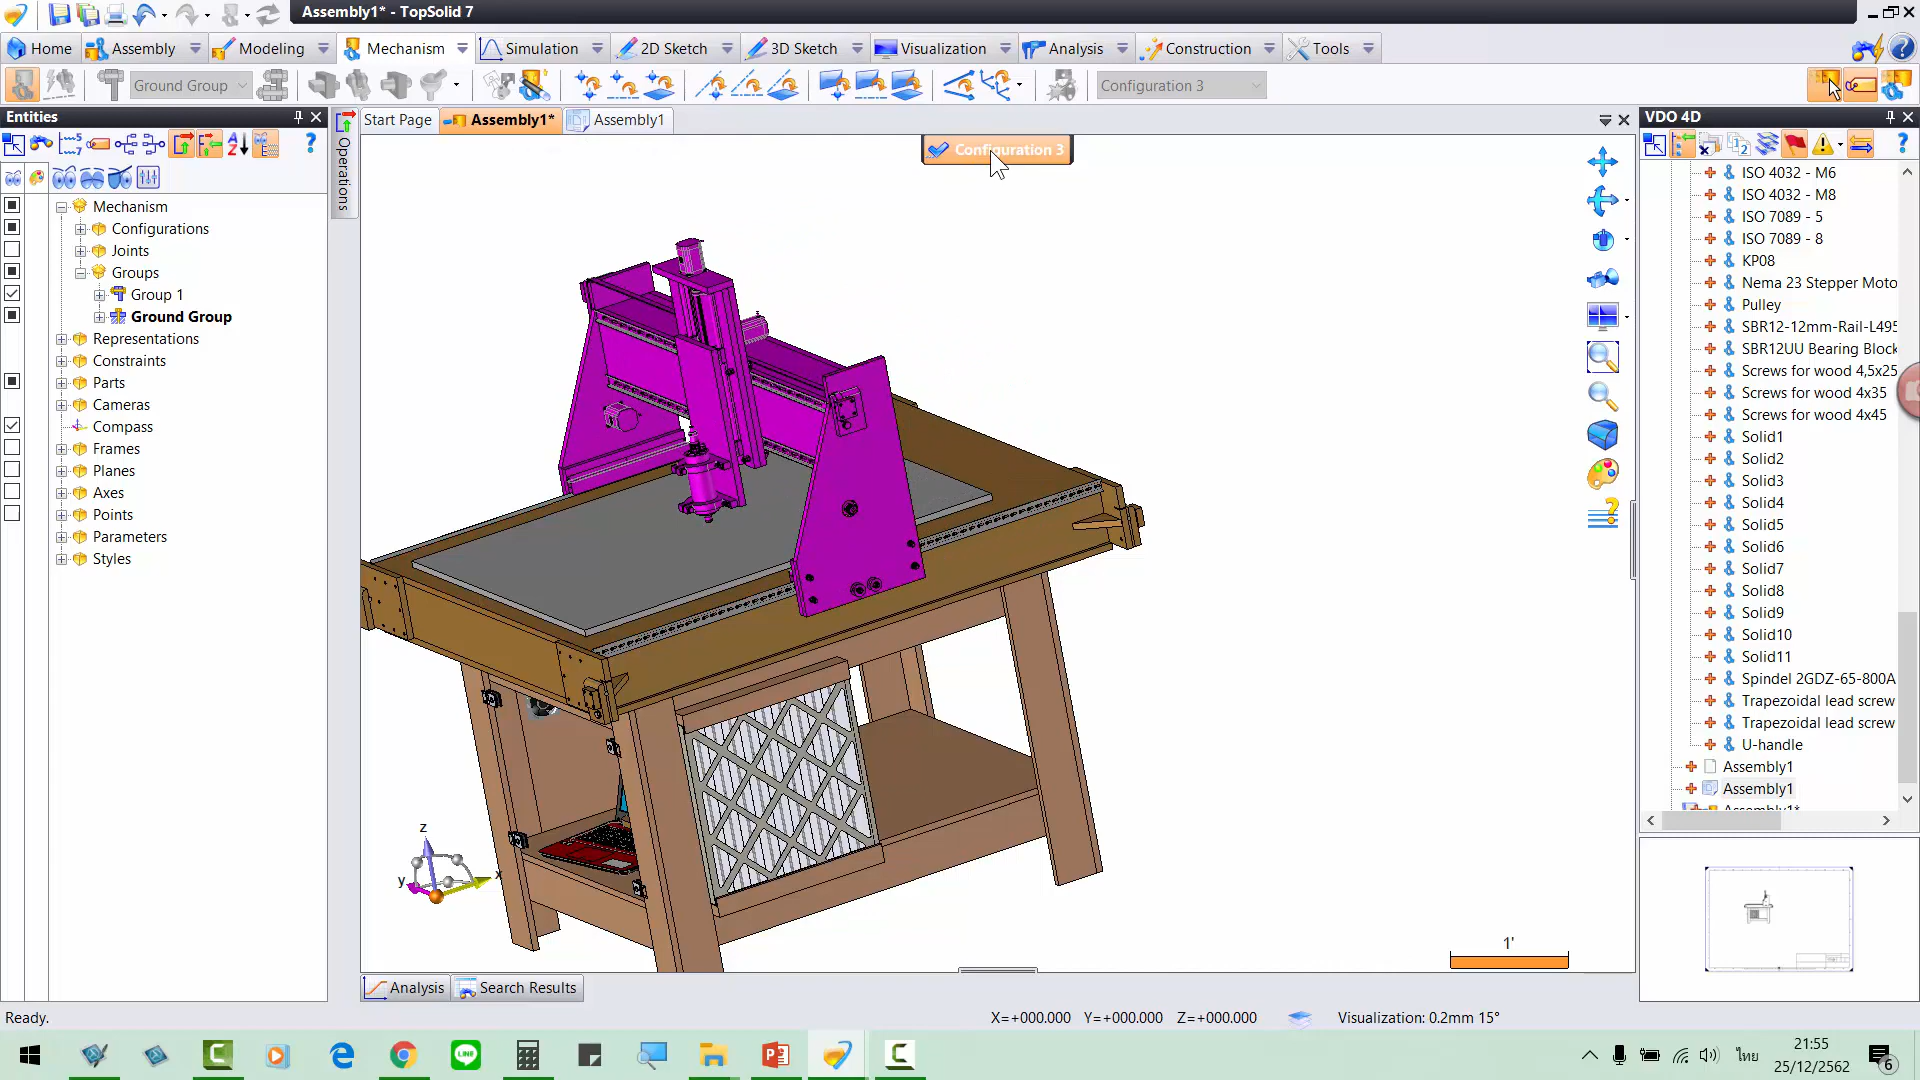 Assembly1* - TopSolid 7
Home
Assembly
Modeling
Mechanism
Simulation
2D Sketch
3D Sketch
Visualization
Analysis
Construction
Tools
Ground Group
Configuration 3
Entities
Operations
Start Page
Assembly1*
Assembly1
VDO 4D
Configuration 3
Mechanism
Configurations
Joints
Groups
Group 1
Ground Group
Representations
Constraints
Parts
Cameras
Compass
Frames
Planes
Axes
Points
Parameters
Styles
ISO 4032 - M6
ISO 4032 - M8
ISO 7089 - 5
ISO 7089 - 8
KP08
Nema 23 Stepper Moto
Pulley
SBR12-12mm-Rail-L495
SBR12UU Bearing Block
Screws for wood 4,5x25
Screws for wood 4x35
Screws for wood 4x45
Solid1
Solid2
Solid3
Solid4
Solid5
Solid6
Solid7
Solid8
Solid9
Solid10
Solid11
Spindel 2GDZ-65-800A
Trapezoidal lead screw
Trapezoidal lead screw
U-handle
Assembly1
Assembly1
z
y
x
1'
Analysis
Search Results
Ready.
X=+000.000 Y=+000.000 Z=+000.000
Visualization: 0.2mm 15°
ไทย
21:55
25/12/2562
6